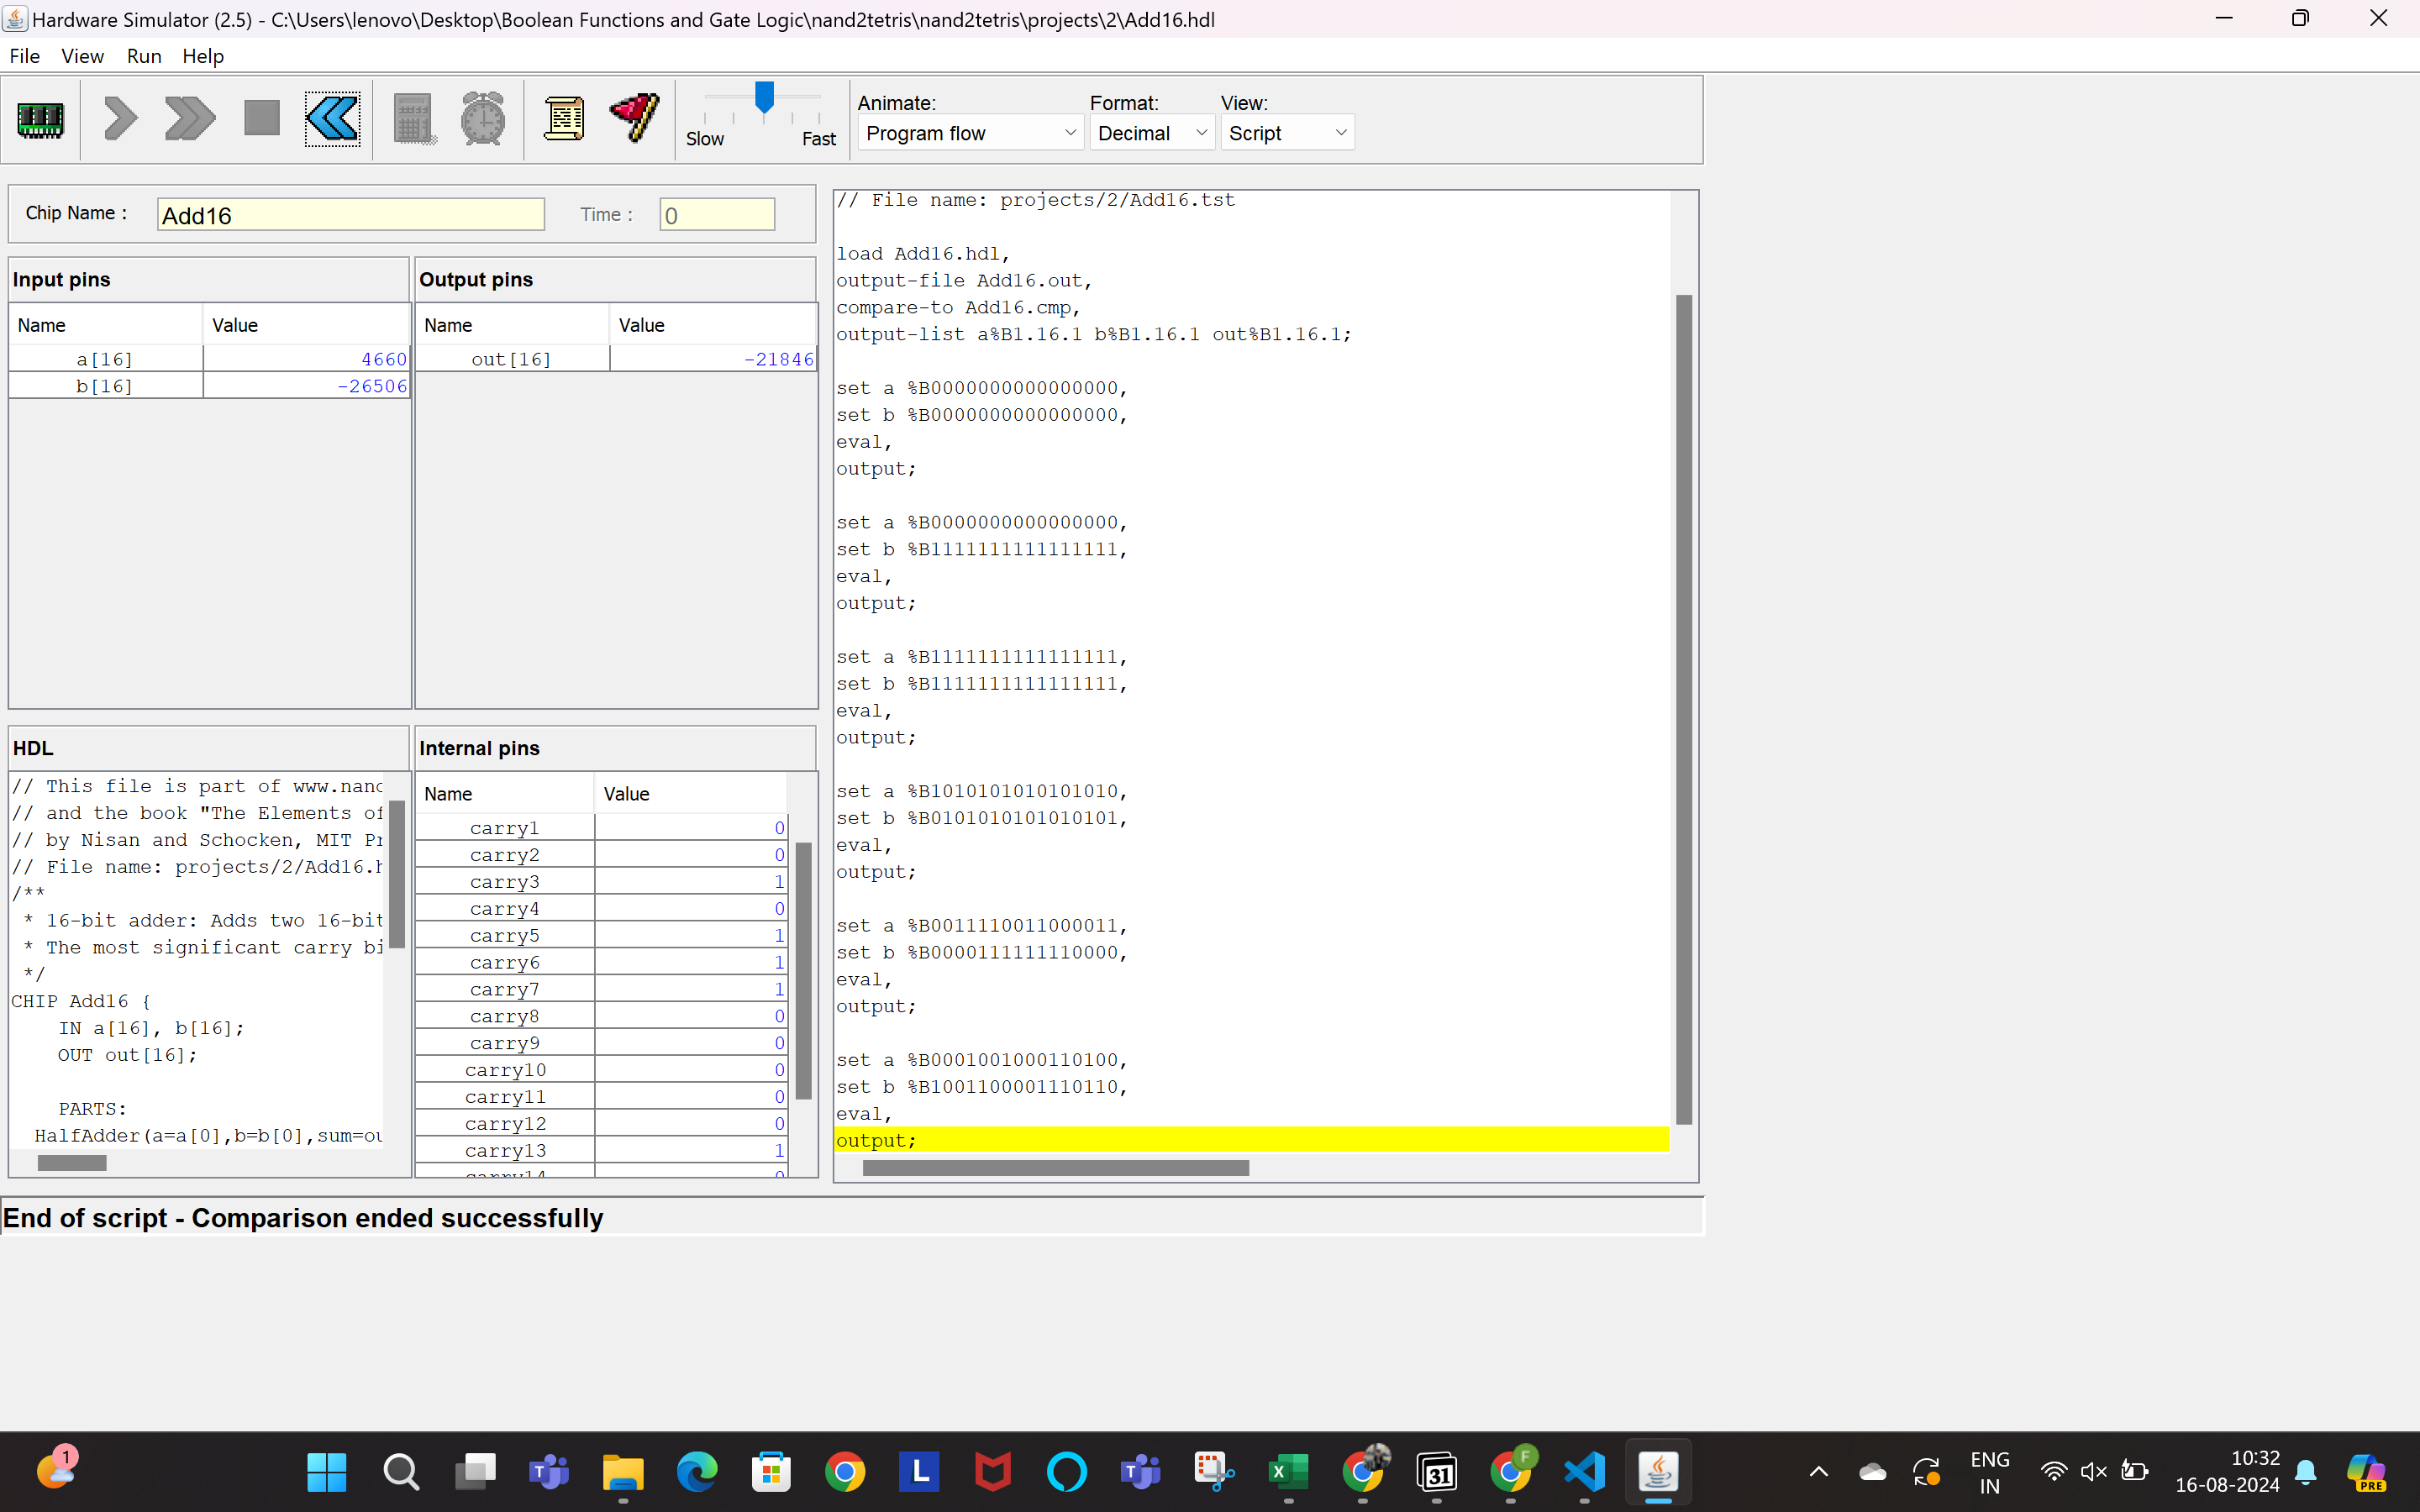 Hardware Simulator (2.5) - C:\Users\lenovo\Desktop\Boolean Functions and Gate Logic\nand2tetris\nand2tetris\projects\2\Add16.hdl
File View Run Help
Slow Fast
Animate: Format: View:
Program flow Decimal Script
Chip Name : Add16 Time : 0
Input pins
Name Value
a[16] 4660
b[16] -26506
Output pins
Name Value
out[16] -21846
HDL
// This file is part of www.nand
// and the book "The Elements of
// by Nisan and Schocken, MIT Pr
// File name: projects/2/Add16.h
/**
* 16-bit adder: Adds two 16-bit
* The most significant carry bi
*/
CHIP Add16 {
IN a[16], b[16];
OUT out[16];
PARTS:
HalfAdder(a=a[0],b=b[0],sum=ou
Internal pins
Name Value
carry1 0
carry2 0
carry3 1
carry4 0
carry5 1
carry6 1
carry7 1
carry8 0
carry9 0
carry10 0
carry11 0
carry12 0
carry13 1
carry14 0
// File name: projects/2/Add16.tst
load Add16.hdl,
output-file Add16.out,
compare-to Add16.cmp,
output-list a%B1.16.1 b%B1.16.1 out%B1.16.1;
set a %B0000000000000000,
set b %B0000000000000000,
eval,
output;
set a %B0000000000000000,
set b %B1111111111111111,
eval,
output;
set a %B1111111111111111,
set b %B1111111111111111,
eval,
output;
set a %B1010101010101010,
set b %B0101010101010101,
eval,
output;
set a %B0011110011000011,
set b %B0000111111110000,
eval,
output;
set a %B0001001000110100,
set b %B1001100001110110,
eval,
output;
End of script - Comparison ended successfully
1
T
L
T
X
31
F
ENG
IN
10:32
16-08-2024
PRE